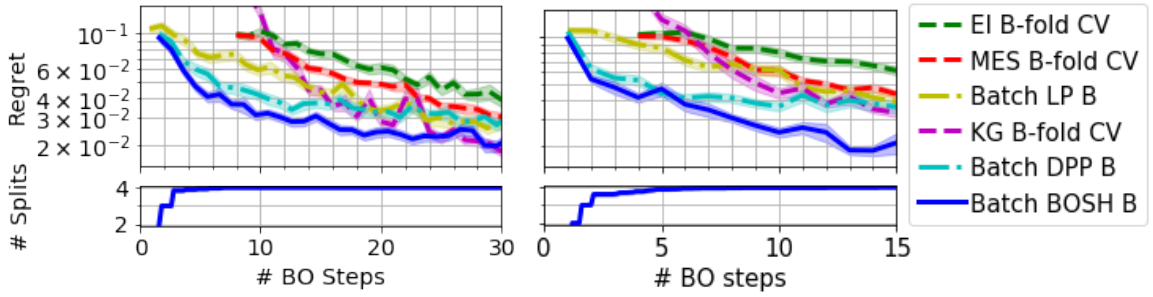 Regret
10⁻¹
6 × 10⁻²
4 × 10⁻²
3 × 10⁻²
2 × 10⁻²
# Splits
4
2
0 10 20 30
# BO Steps
0 5 10 15
# BO steps
EI B-fold CV
MES B-fold CV
Batch LP B
KG B-fold CV
Batch DPP B
Batch BOSH B